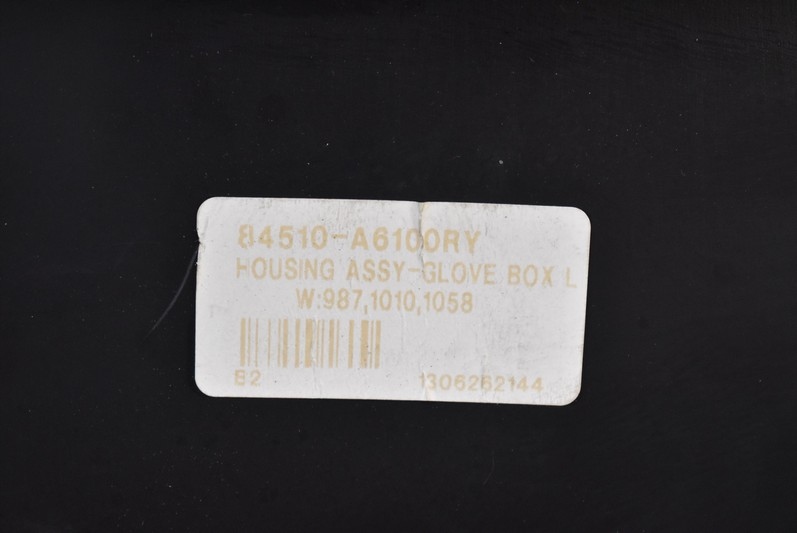 84510-A6100RY
HOUSING ASSY-GLOVE BOX L
W:987,1010,1058
B2
1306262144